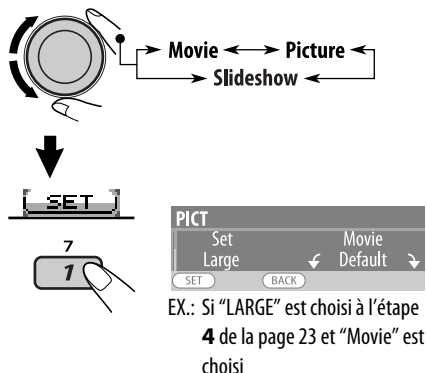 Movie Picture
Slideshow
SET
7
1
PICT
Set Movie
Large Default
SET BACK
EX.: Si “LARGE” est choisi à l’étape
4 de la page 23 et “Movie” est
choisi